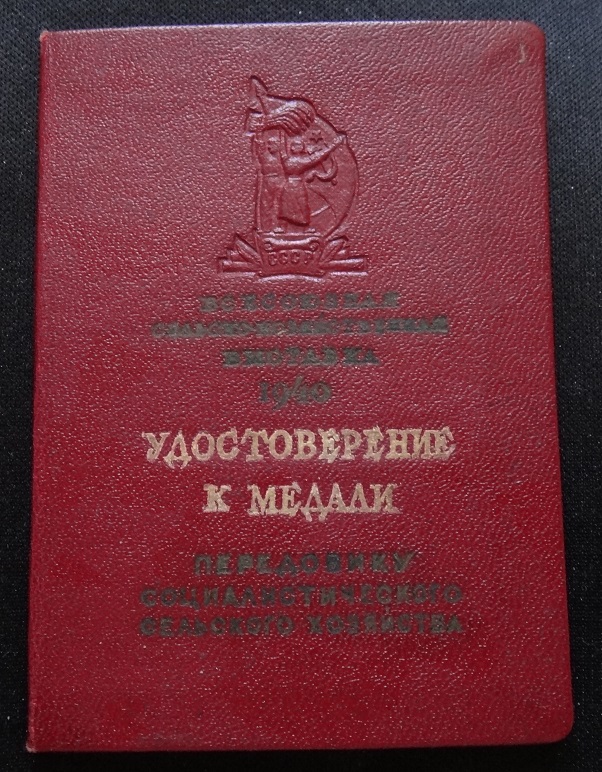 СССР
ВСЕСОЮЗНАЯ
СЕЛЬСКОХОЗЯЙСТВЕННАЯ
ВЫСТАВКА
1940
УДОСТОВЕРЕНИЕ
К МЕДАЛИ
ПЕРЕДОВИКУ
СОЦИАЛИСТИЧЕСКОГО
СЕЛЬСКОГО ХОЗЯЙСТВА